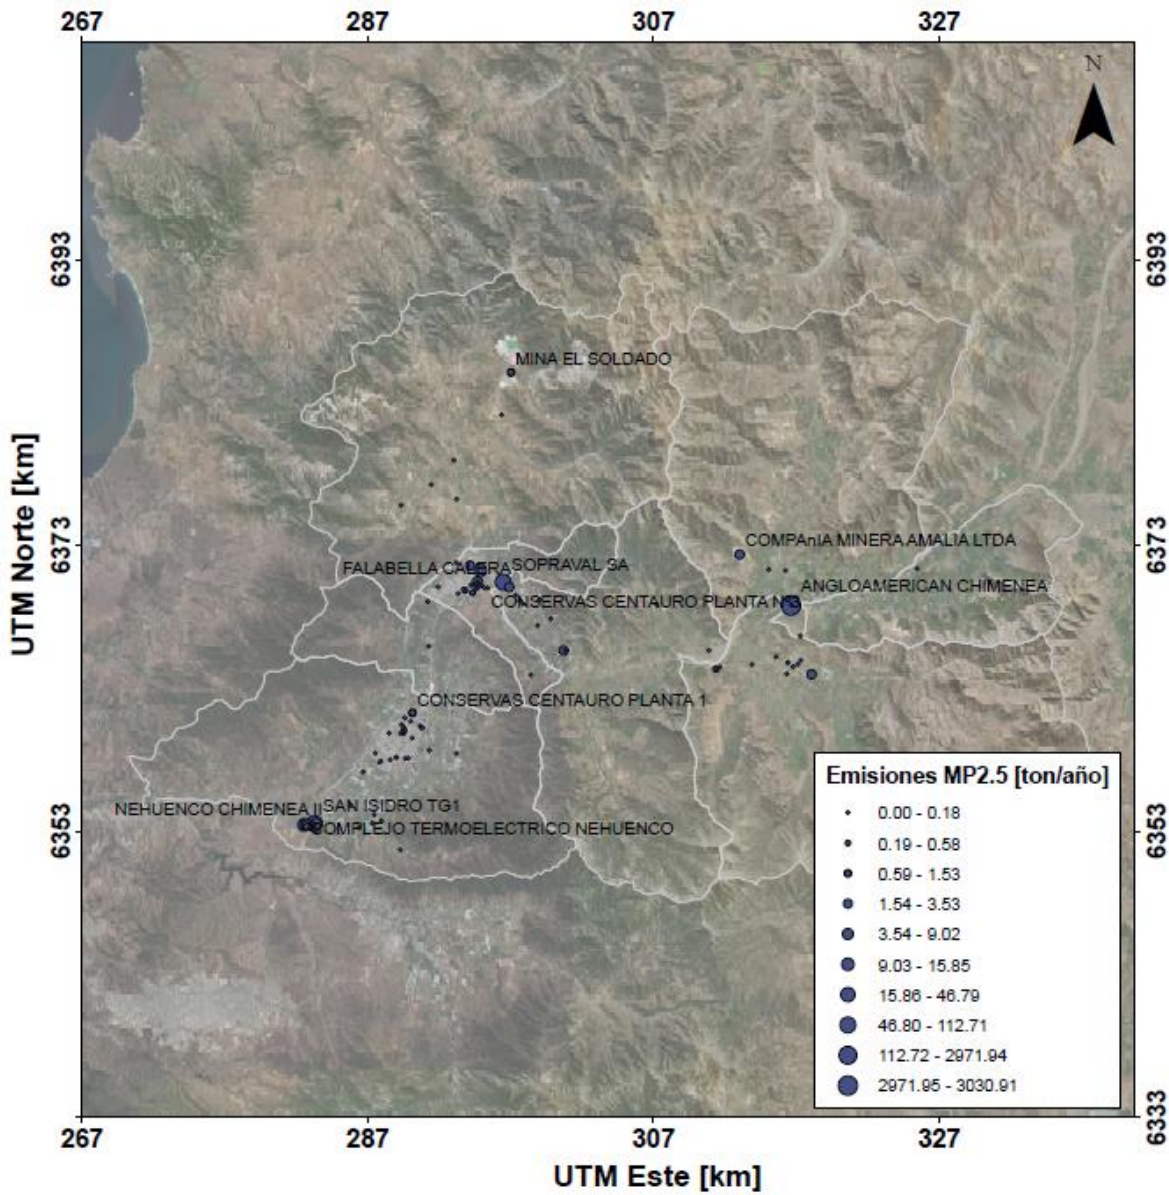 267 287 307 327
N
6393 6393
MINA EL SOLDADO
UTM Norte [km]
6373 6373
COMPAnIA MINERA AMALIA LTDA
FALABELLA CALERA SOPRAVAL SA
ANGLOAMERICAN CHIMENEA
CONSERVAS CENTAURO PLANTA Nº3
CONSERVAS CENTAURO PLANTA 1
NEHUENCO CHIMENEA II SAN ISIDRO TG1
COMPLEJO TERMOELECTRICO NEHUENCO
6353 6353
Emisiones MP2.5 [ton/año]
0.00 - 0.18
0.19 - 0.58
0.59 - 1.53
1.54 - 3.53
3.54 - 9.02
9.03 - 15.85
15.86 - 46.79
46.80 - 112.71
112.72 - 2971.94
2971.95 - 3030.91
6333
267 287 307 327
UTM Este [km]